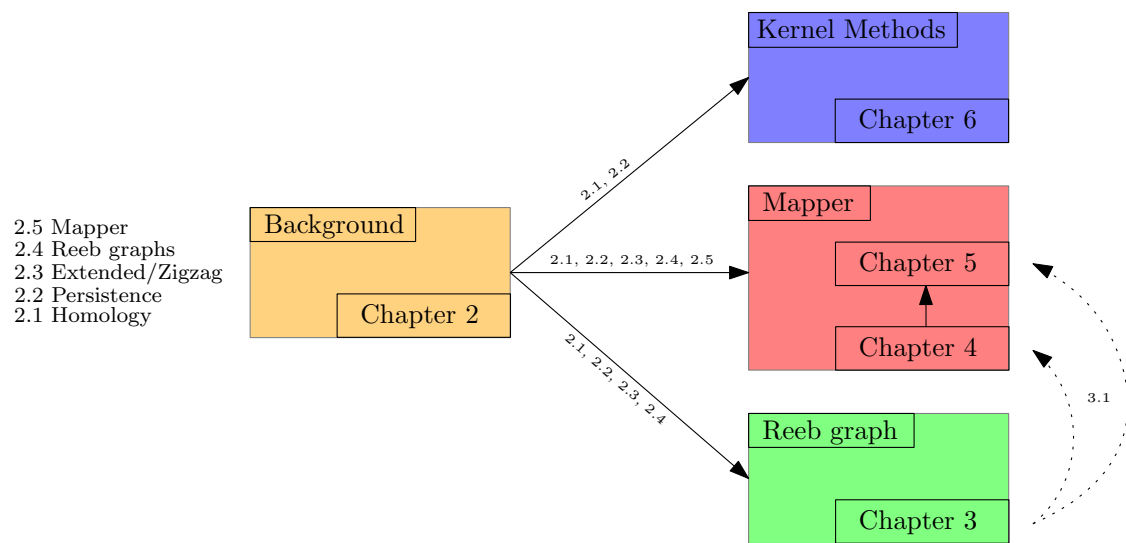 Kernel Methods
Chapter 6
2.1, 2.2
2.5 Mapper
2.4 Reeb graphs
2.3 Extended/Zigzag
2.2 Persistence
2.1 Homology
Background
Chapter 2
2.1, 2.2, 2.3, 2.4, 2.5
Mapper
Chapter 5
Chapter 4
2.1, 2.2, 2.3, 2.4
3.1
Reeb graph
Chapter 3